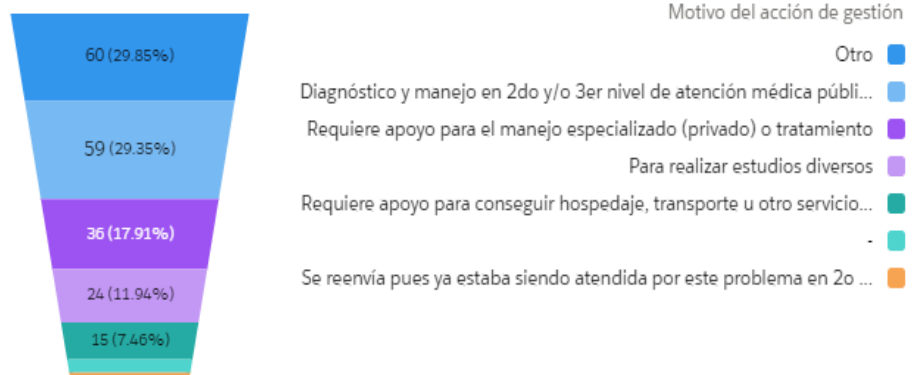 Motivo del acción de gestión
60 (29.85%)
59 (29.35%)
36 (17.91%)
24 (11.94%)
15 (7.46%)
Otro
Diagnóstico y manejo en 2do y/o 3er nivel de atención médica públi...
Requiere apoyo para el manejo especializado (privado) o tratamiento
Para realizar estudios diversos
Requiere apoyo para conseguir hospedaje, transporte u otro servicio...
-
Se reenvía pues ya estaba siendo atendida por este problema en 2o ...